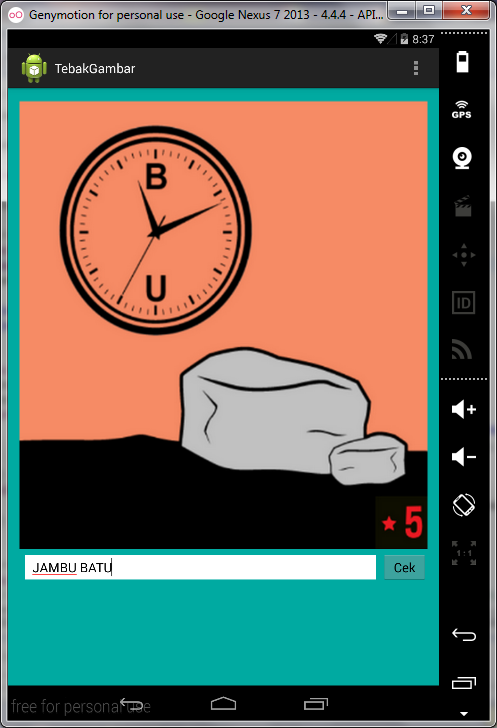 Genymotion for personal use - Google Nexus 7 2013 - 4.4.4 - API...
8:37
TebakGambar
GPS
B
U
ID
5
1:1
JAMBU BATU
Cek
free for personal use